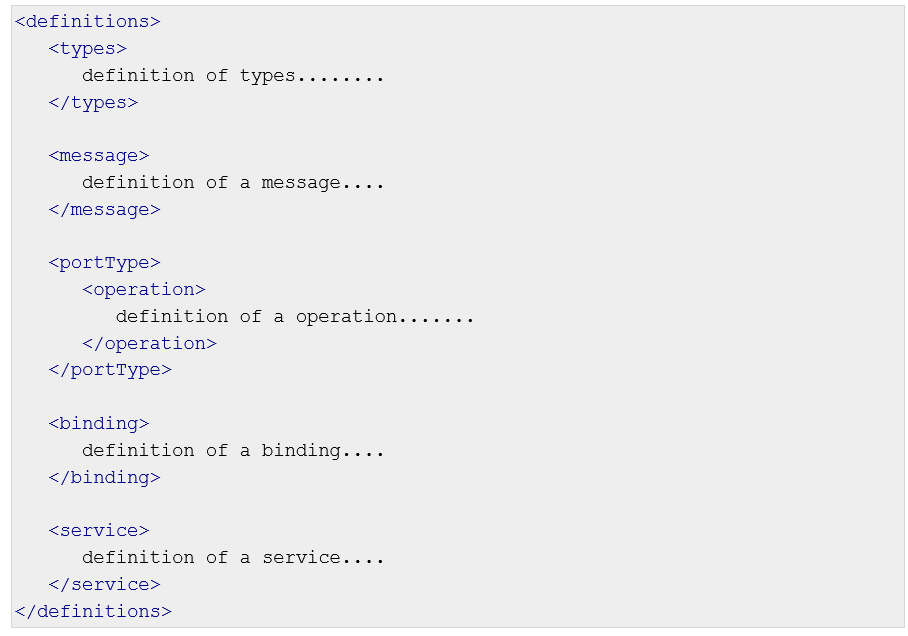 <definitions>
   <types>
      definition of types........
   </types>

   <message>
      definition of a message....
   </message>

   <portType>
      <operation>
         definition of a operation.......
      </operation>
   </portType>

   <binding>
      definition of a binding....
   </binding>

   <service>
      definition of a service....
   </service>
</definitions>